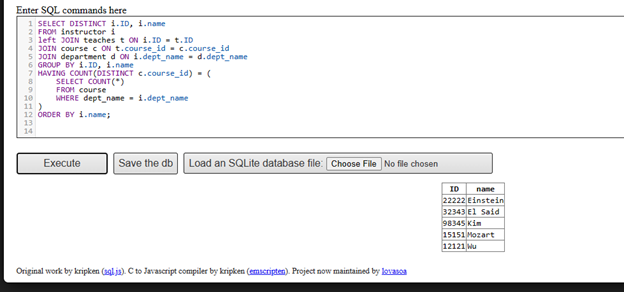 Enter SQL commands here
1 SELECT DISTINCT i.ID, i.name
2 FROM instructor i
3 left JOIN teaches t ON i.ID = t.ID
4 JOIN course c ON t.course_id = c.course_id
5 JOIN department d ON i.dept_name = d.dept_name
6 GROUP BY i.ID, i.name
7 HAVING COUNT(DISTINCT c.course_id) = (
8 SELECT COUNT(*)
9 FROM course
10 WHERE dept_name = i.dept_name
11 )
12 ORDER BY i.name;
13
14
Execute Save the db Load an SQLite database file: Choose File No file chosen
ID name
22222 Einstein
32343 El Said
98345 Kim
15151 Mozart
12121 Wu
Original work by kripken (sql.js). C to Javascript compiler by kripken (emscripten). Project now maintained by lovasoa